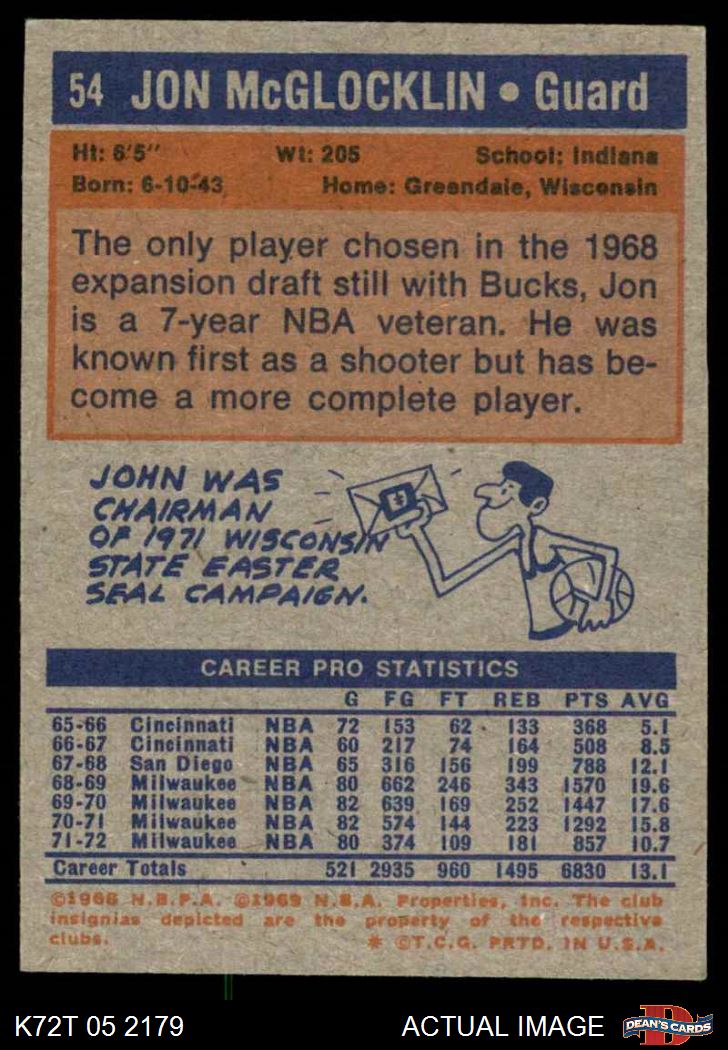 54 JON McGLOCKLIN • Guard
Ht: 6'5" Wt: 205 School: Indiana
Born: 6-10-43 Home: Greendale, Wisconsin
The only player chosen in the 1968
expansion draft still with Bucks, Jon
is a 7-year NBA veteran. He was
known first as a shooter but has be-
come a more complete player.
JOHN WAS
CHAIRMAN
OF 1971 WISCONSIN
STATE EASTER
SEAL CAMPAIGN.
CAREER PRO STATISTICS
G FG FT REB PTS AVG
65-66 Cincinnati NBA 72 153 62 133 368 5.1
66-67 Cincinnati NBA 60 217 74 164 508 8.5
67-68 San Diego NBA 65 316 156 199 788 12.1
68-69 Milwaukee NBA 80 662 246 343 1570 19.6
69-70 Milwaukee NBA 82 639 169 252 1447 17.6
70-71 Milwaukee NBA 82 574 144 223 1292 15.8
71-72 Milwaukee NBA 80 374 109 181 857 10.7
Career Totals 521 2935 960 1495 6830 13.1
©1968 N.B.P.A. ©1969 N.B.A. Properties, Inc. The club
insignias depicted are the property of the respective
clubs. * ©T.C.G. PRTD. IN U.S.A.
K72T 05 2179 ACTUAL IMAGE D DEAN'S CARDS